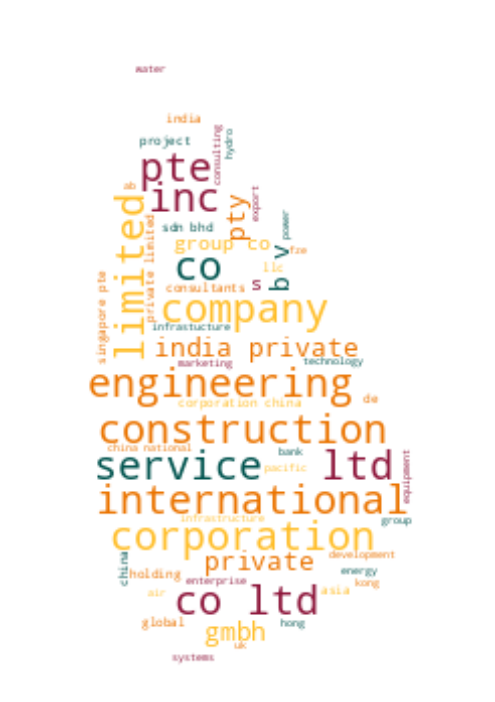 water
india
project
consulting
hydro
pte
ab
inc
export
limited
private limited
pty
sdn bhd
power
group co
fze
co
llc
b v
s
consultants
singapore pte
company
infrastucture
india private
marketing
technology
engineering
de
corporation china
construction
china national
bank
service
pacific
ltd
equipment
international
infrastructure
group
corporation
development
private
china
holding
energy
enterprise
kong
air
co ltd
asia
global
gmbh
hong
uk
systems